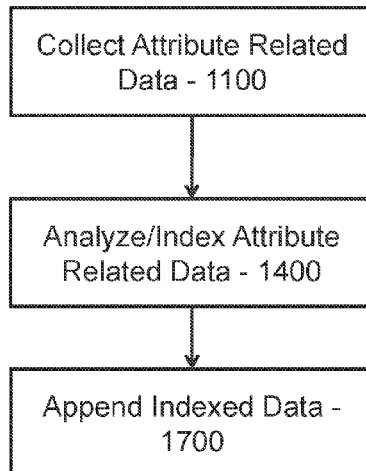 Collect Attribute Related
Data - 1100
Analyze/Index Attribute
Related Data - 1400
Append Indexed Data -
1700